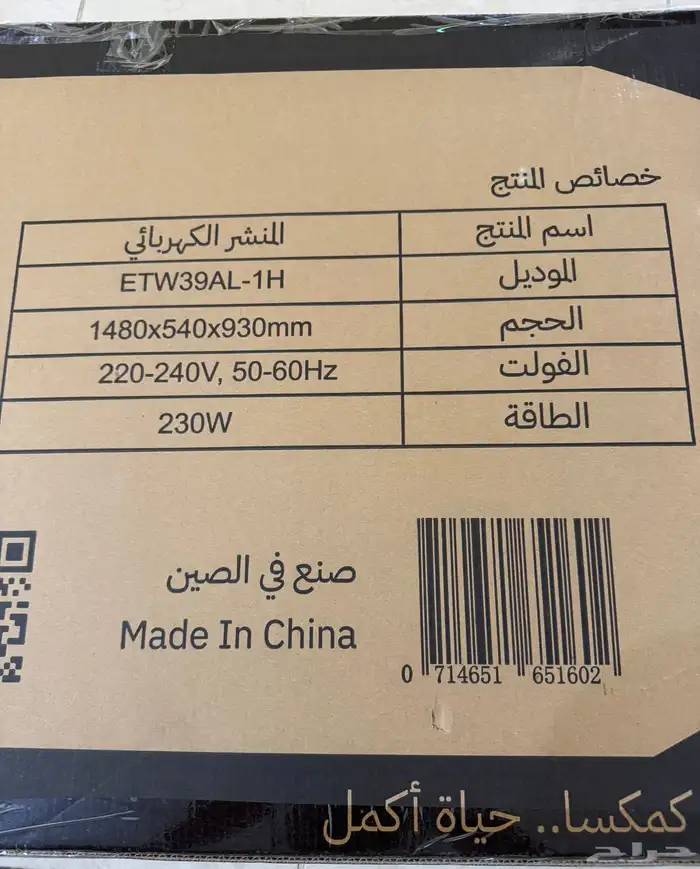 خصائص المنتج
اسم المنتج المنشر الكهربائي
الموديل ETW39AL-1H
الحجم 1480x540x930mm
الفولت 220-240V, 50-60Hz
الطاقة 230W
صنع في الصين
Made In China
0 714651 651602
كمكسا.. حياة أكمل
حراج